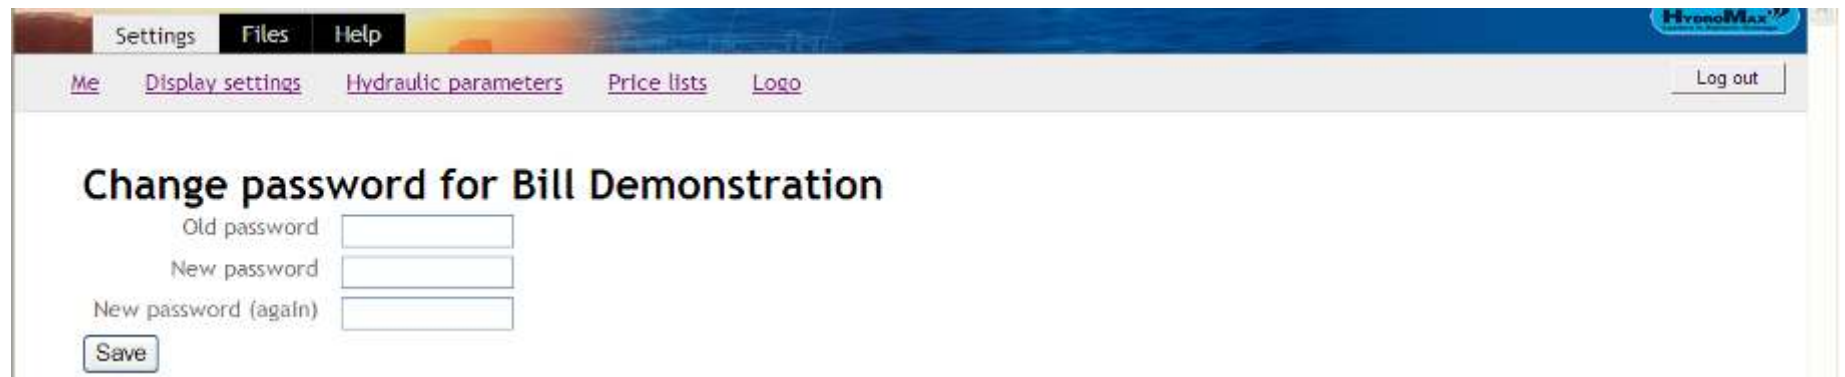 HYDROMAX
Settings Files Help
Me Display settings Hydraulic parameters Price lists Logo Log out
Change password for Bill Demonstration
Old password
New password
New password (again)
Save